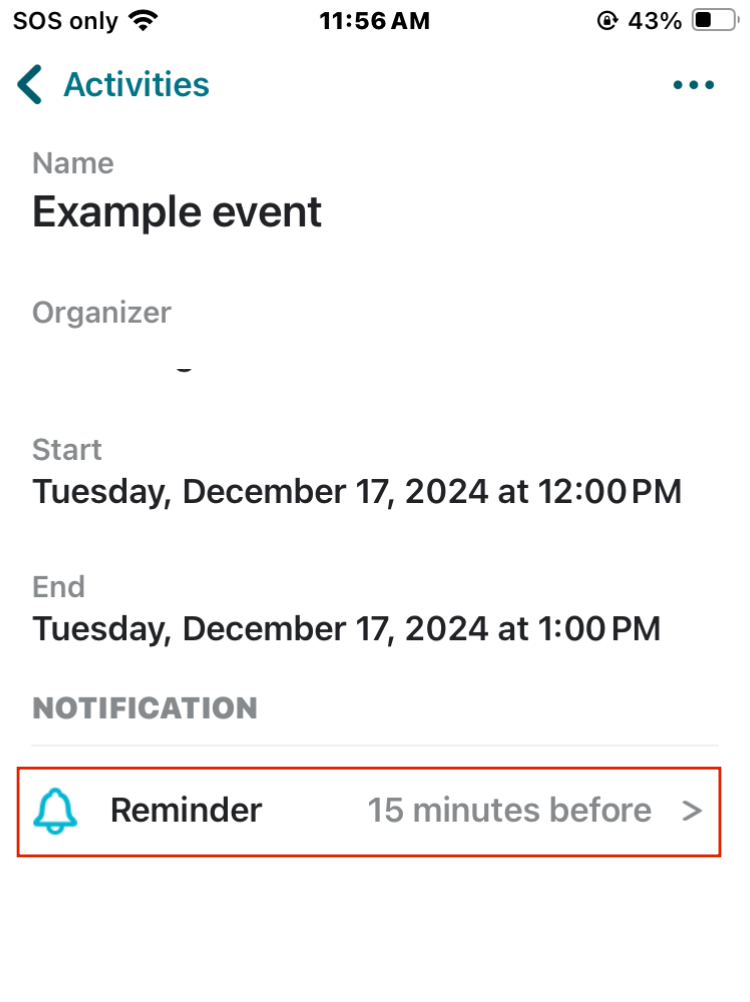 SOS only 11:56 AM 43%
Activities
Name
Example event
Organizer
Start
Tuesday, December 17, 2024 at 12:00 PM
End
Tuesday, December 17, 2024 at 1:00 PM
NOTIFICATION
Reminder 15 minutes before >